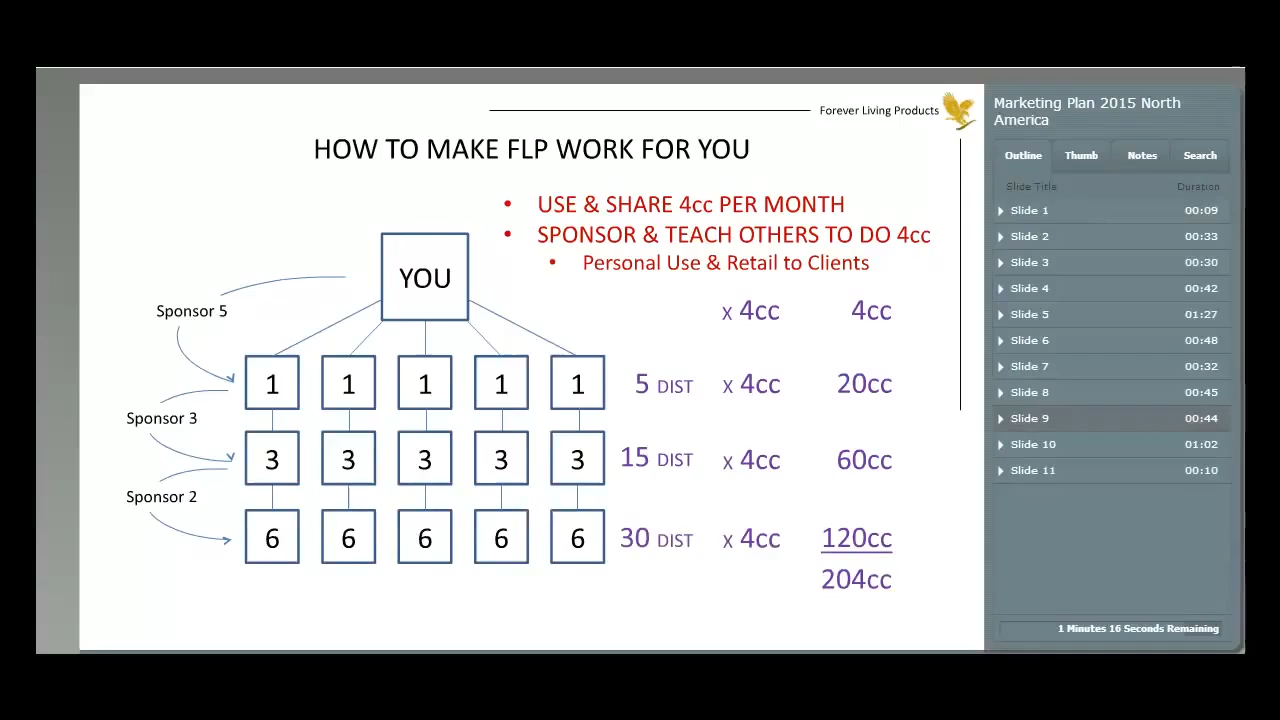 Forever Living Products
HOW TO MAKE FLP WORK FOR YOU
• USE & SHARE 4cc PER MONTH
• SPONSOR & TEACH OTHERS TO DO 4cc
• Personal Use & Retail to Clients
YOU
x 4cc 4cc
Sponsor 5
1 1 1 1 1 5 DIST x 4cc 20cc
Sponsor 3
3 3 3 3 3 15 DIST x 4cc 60cc
Sponsor 2
6 6 6 6 6 30 DIST x 4cc 120cc
204cc
Marketing Plan 2015 North
America
Outline Thumb Notes Search
Slide Title Duration
Slide 1 00:09
Slide 2 00:33
Slide 3 00:30
Slide 4 00:42
Slide 5 01:27
Slide 6 00:48
Slide 7 00:32
Slide 8 00:45
Slide 9 00:44
Slide 10 01:02
Slide 11 00:10
1 Minutes 16 Seconds Remaining